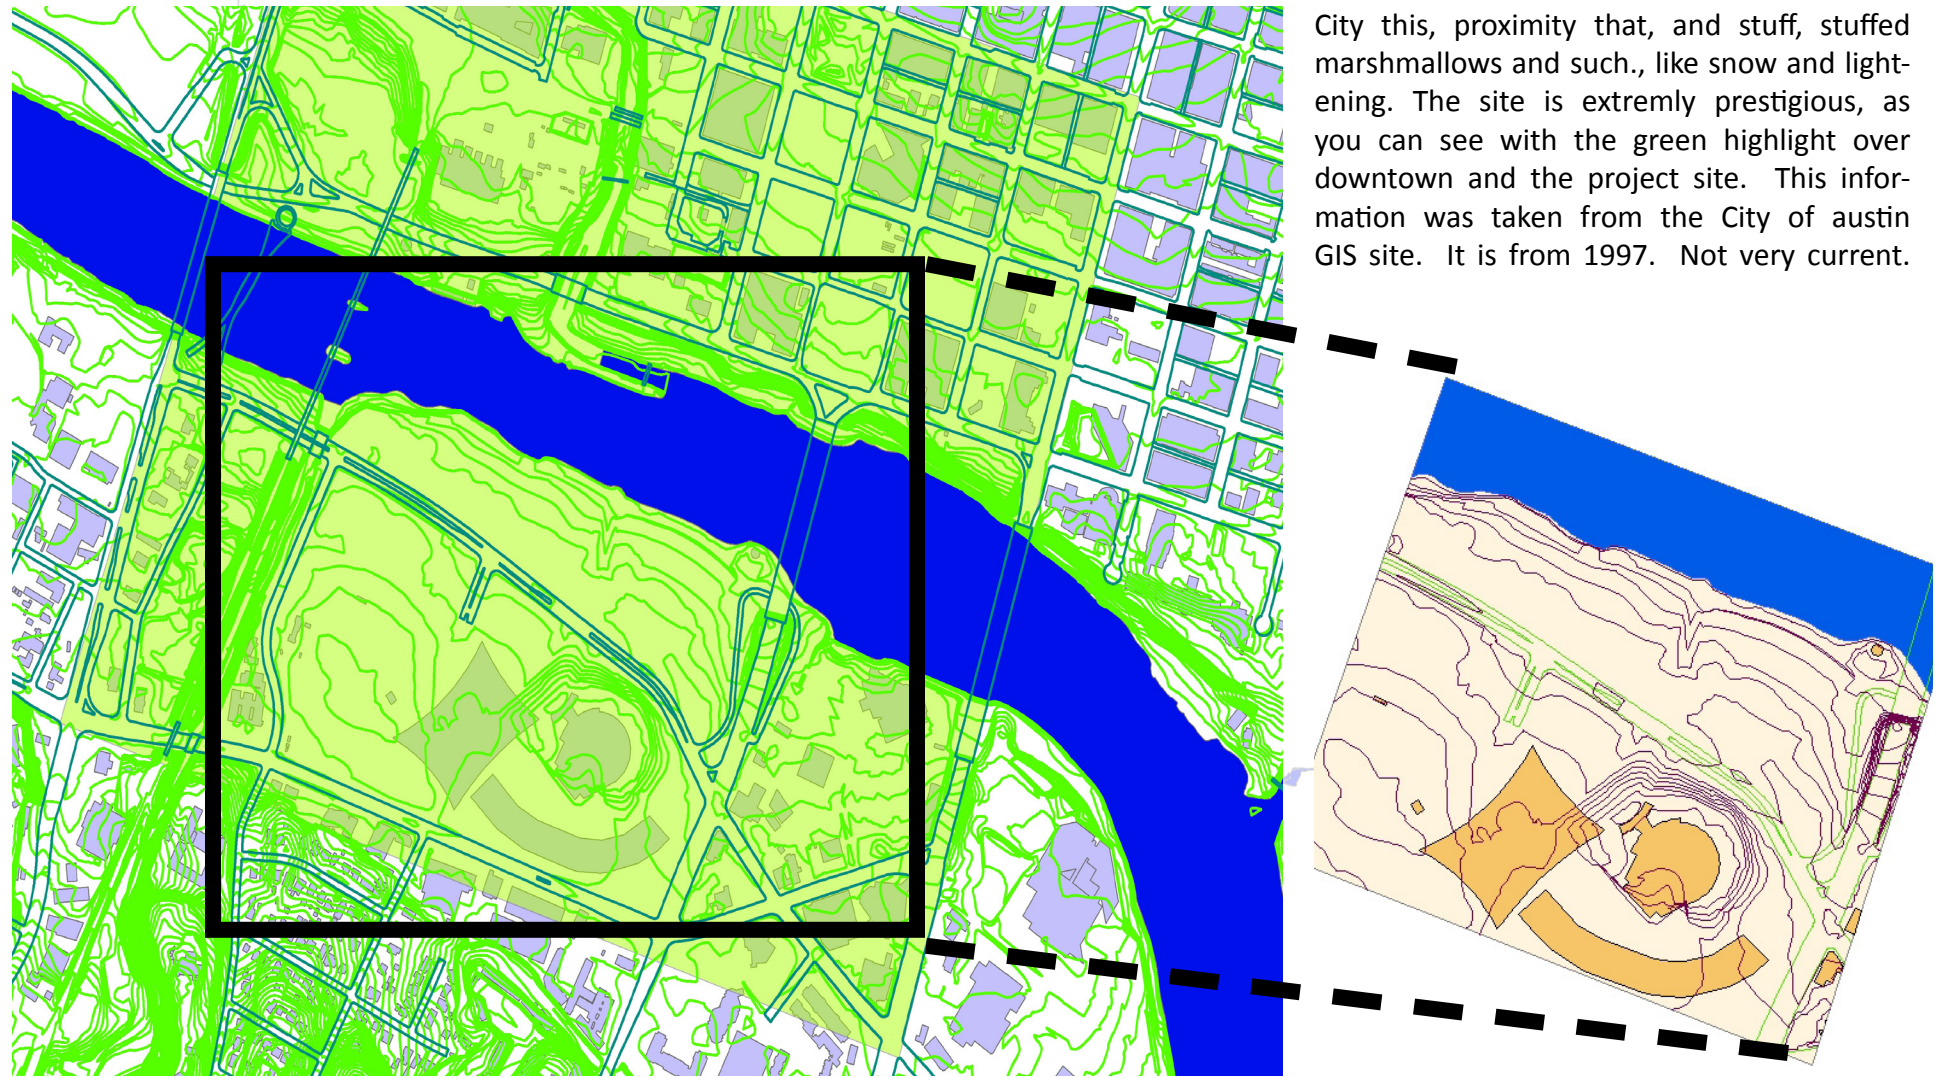 City this, proximity that, and stuff, stuffed
marshmallows and such., like snow and light-
ening. The site is extremly prestigious, as
you can see with the green highlight over
downtown and the project site. This infor-
mation was taken from the City of austin
GIS site. It is from 1997. Not very current.